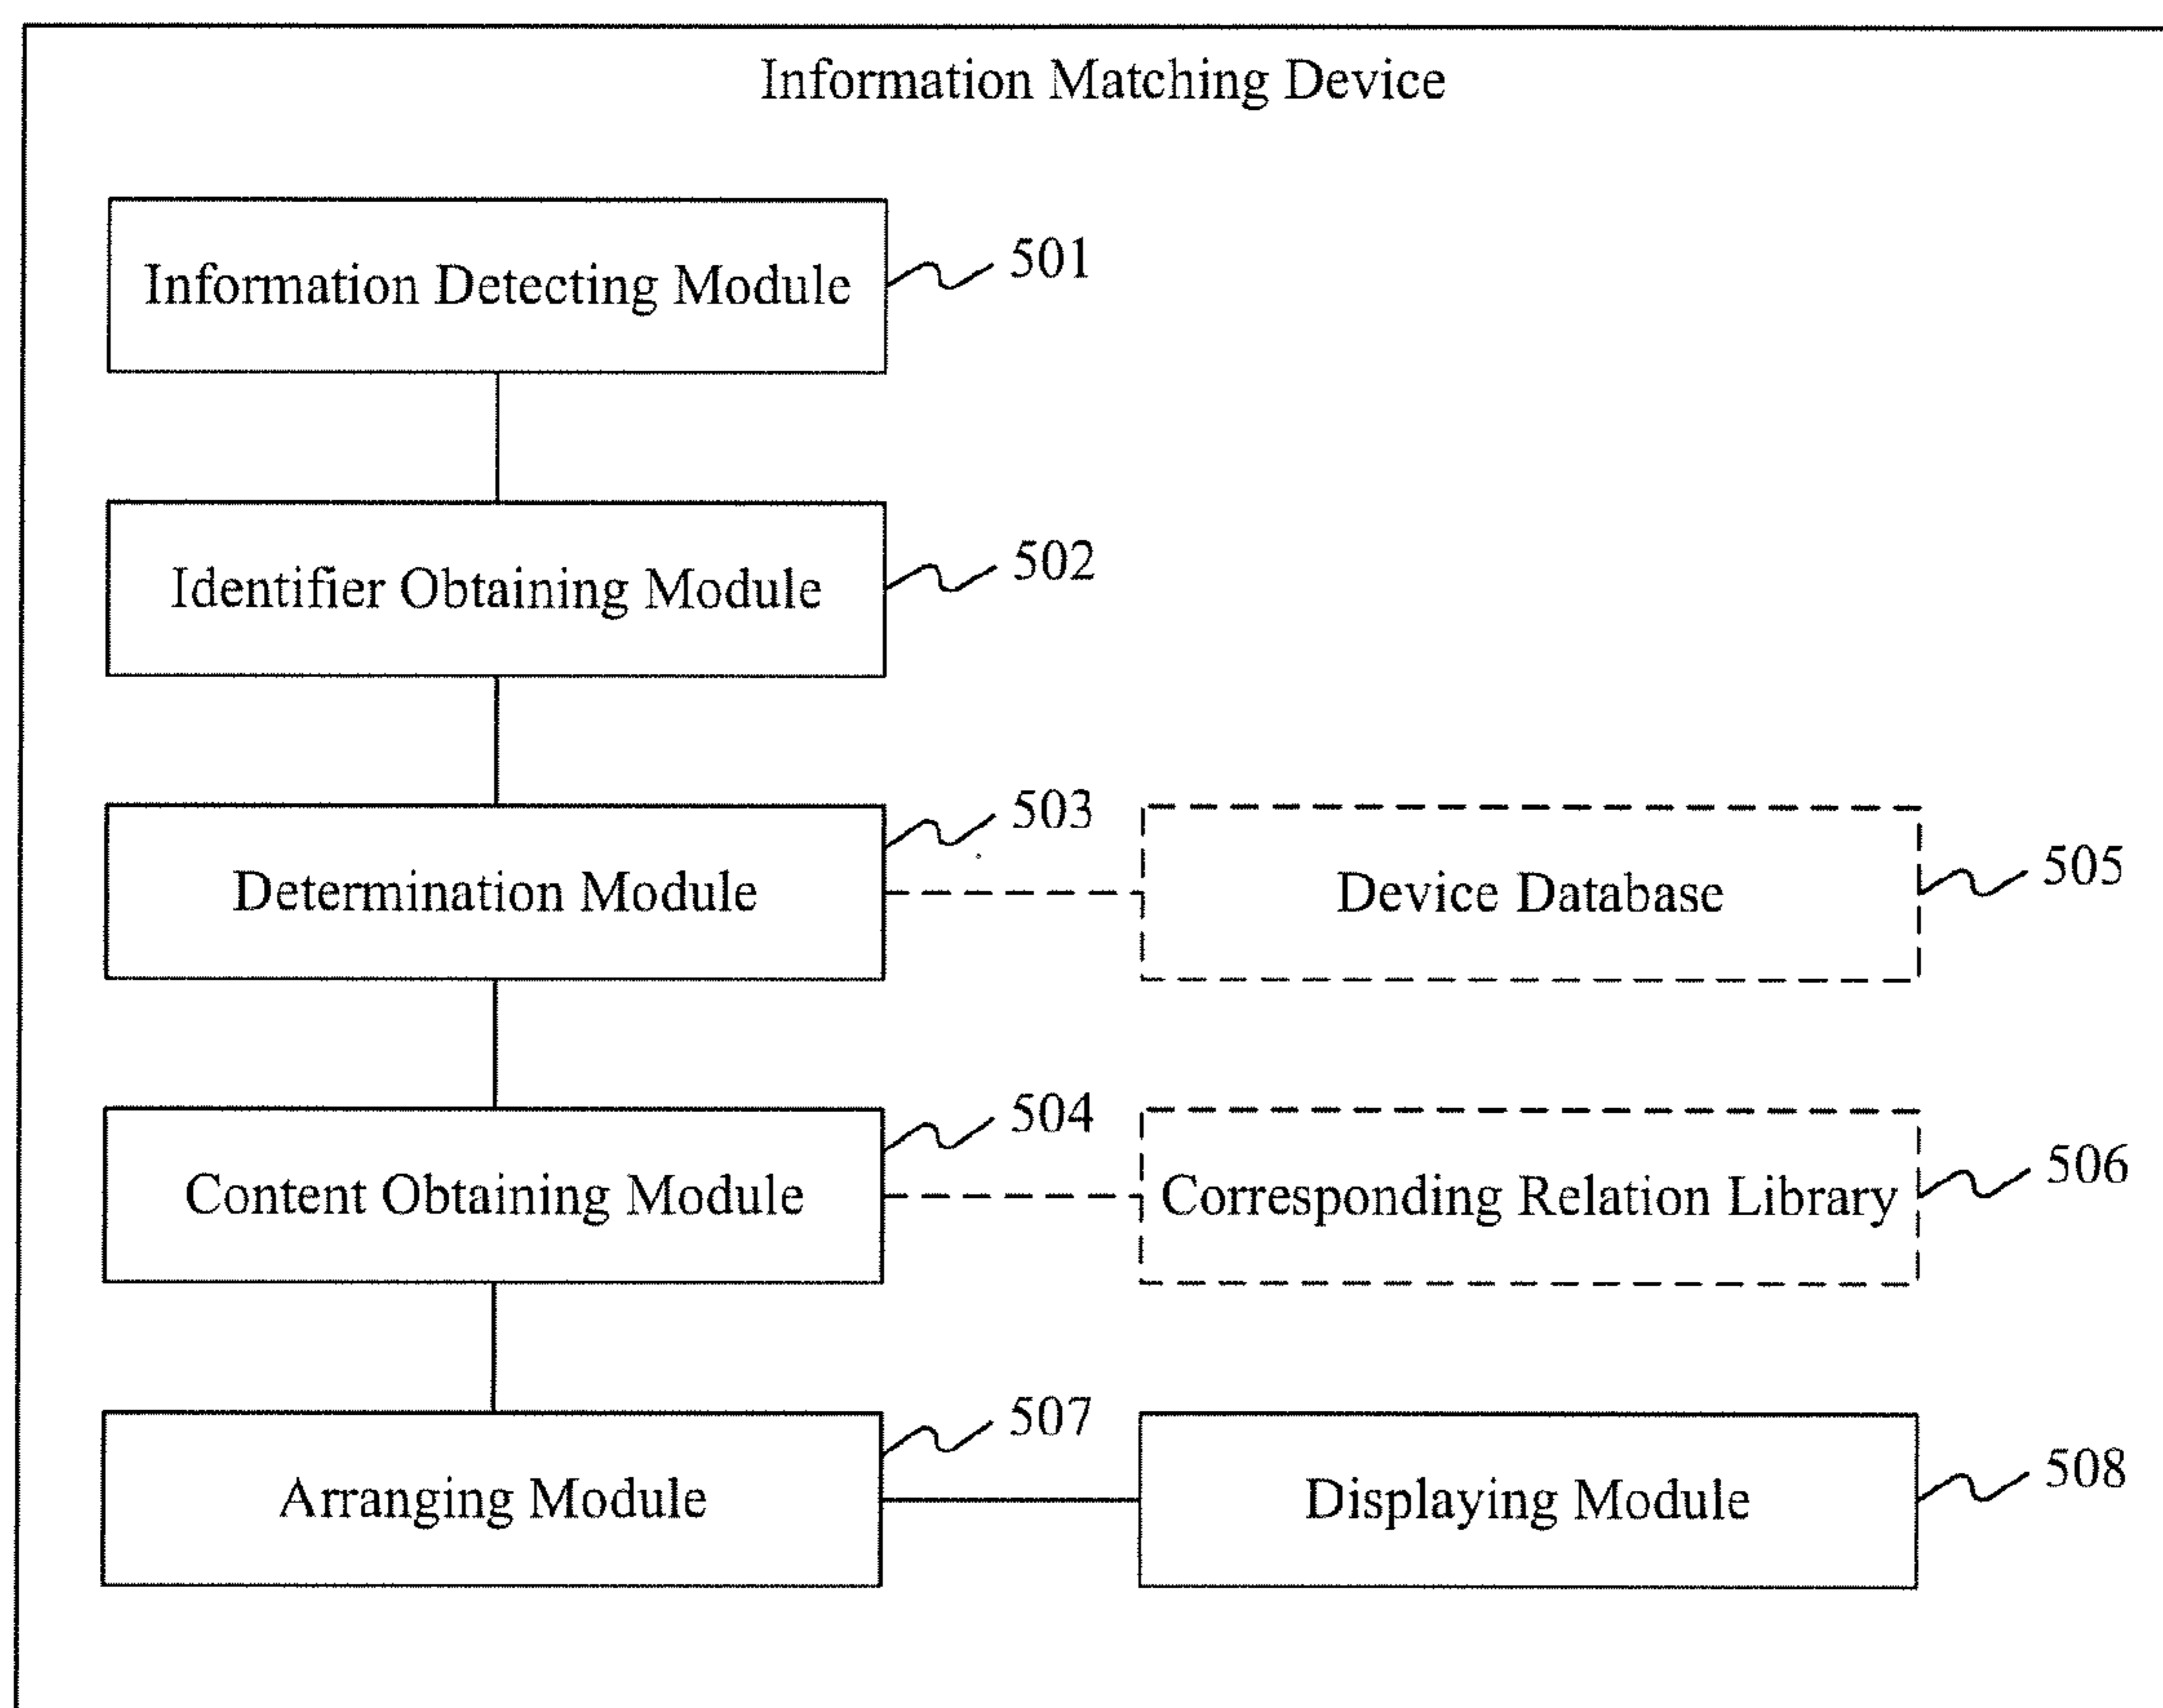 Information Matching Device
Information Detecting Module
501
Identifier Obtaining Module
502
Determination Module
503
Device Database
505
Content Obtaining Module
504
Corresponding Relation Library
506
Arranging Module
507
Displaying Module
508